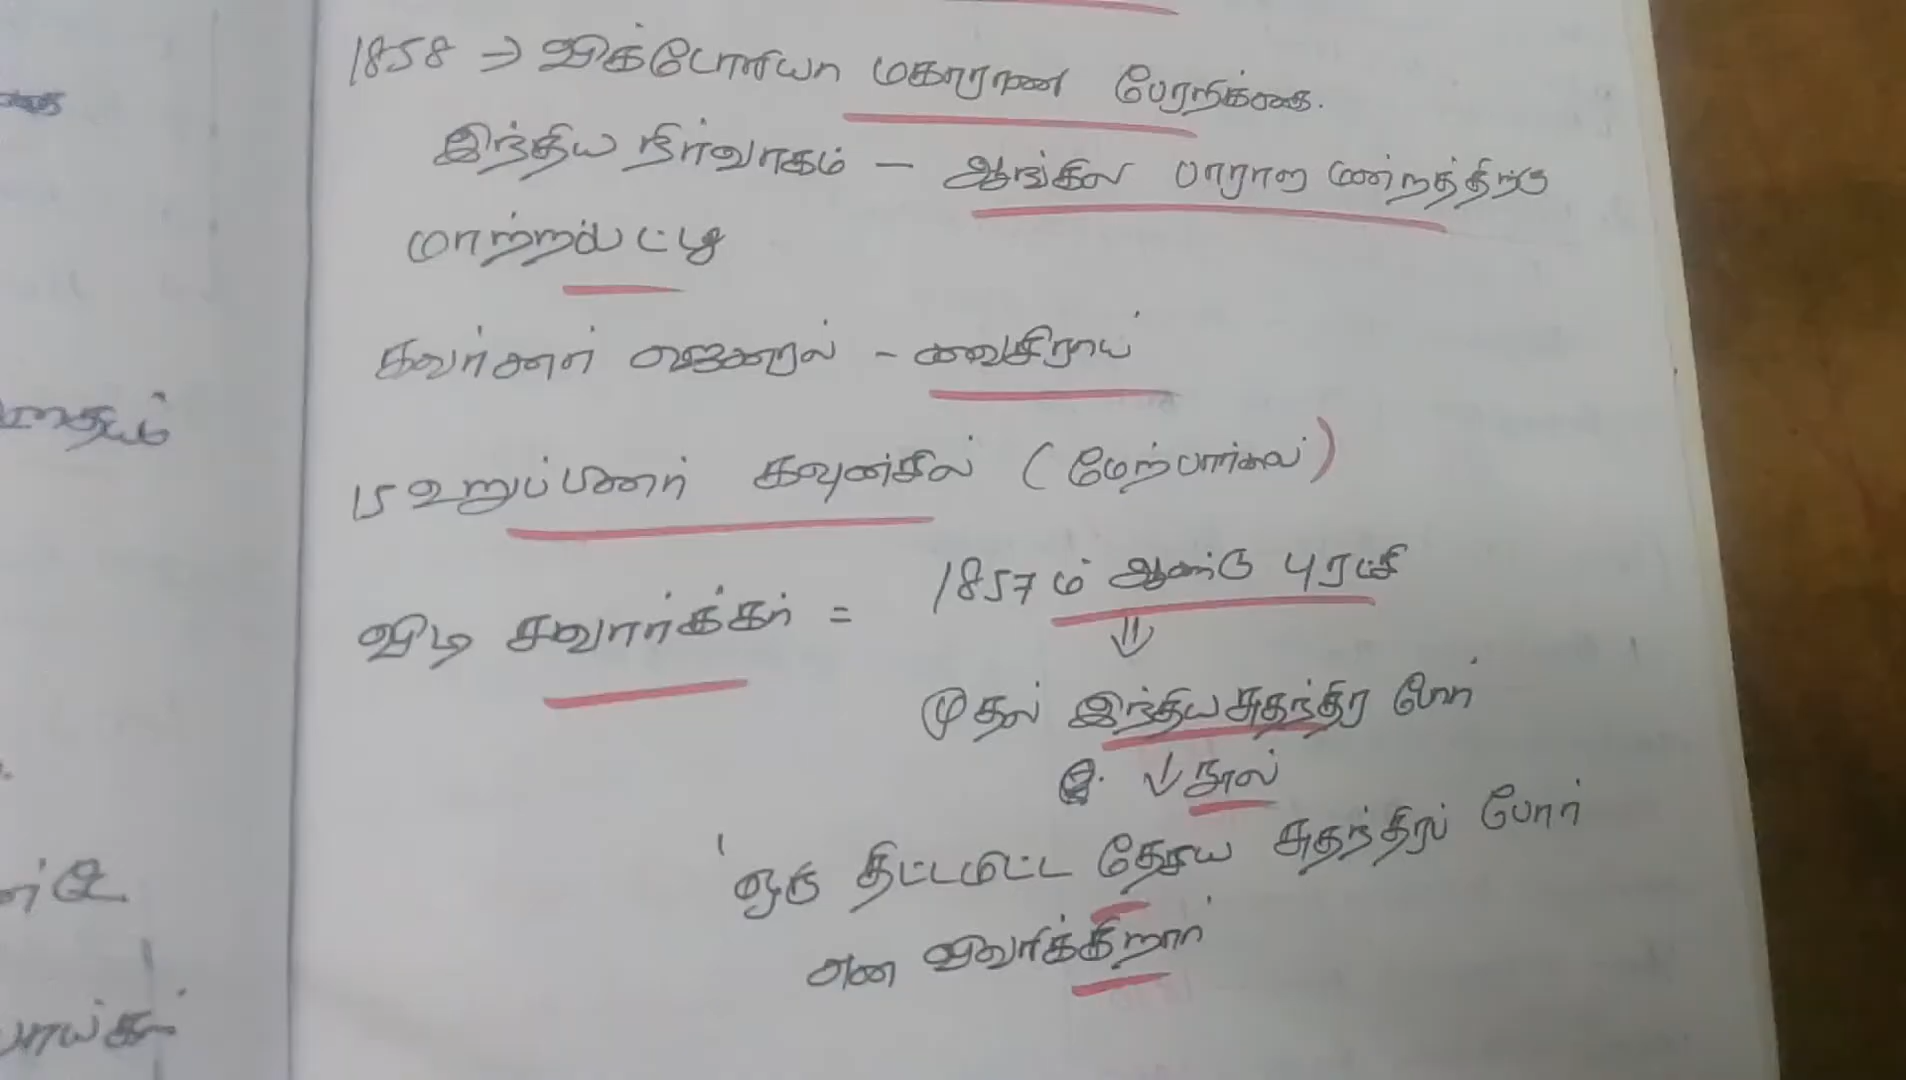 1858 ⇒ விக்டோரியா மகாராணி பேரறிக்கை.
இந்திய நிர்வாகம் – ஆங்கில பாராளுமன்றத்திற்கு
மாற்றப்பட்டது
கவர்னர் ஜெனரல் – வைசிராய்
15 உறுப்பினர் கவுன்சில் (மேற்பார்வை)
விடி சவார்க்கர் = 1857ம் ஆண்டு புரட்சி
⇓
முதல் இந்திய சுதந்திர போர்
↓ நூல்
'ஒரு திட்டமிட்ட தேசிய சுதந்திரப் போர்
என விவரிக்கிறார்